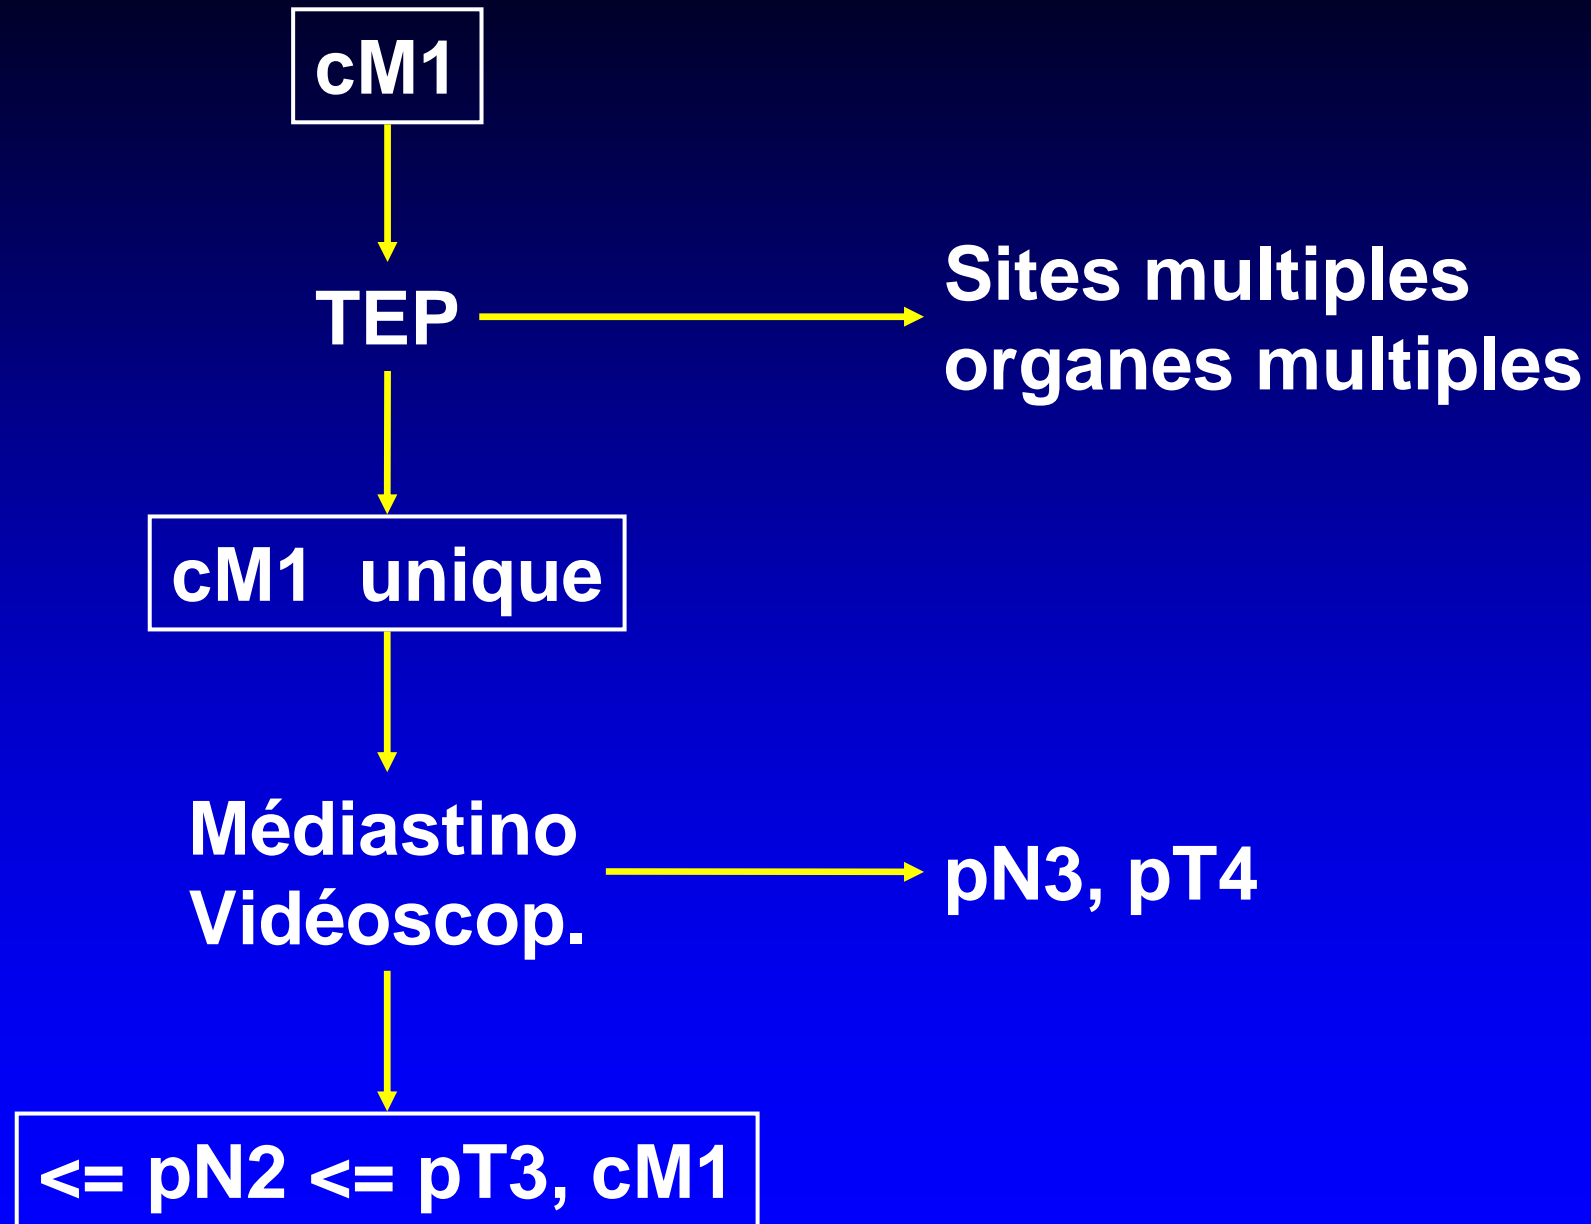 cM1
TEP
Sites multiples
organes multiples
cM1 unique
Médiastino
Vidéoscop.
pN3, pT4
<= pN2 <= pT3, cM1